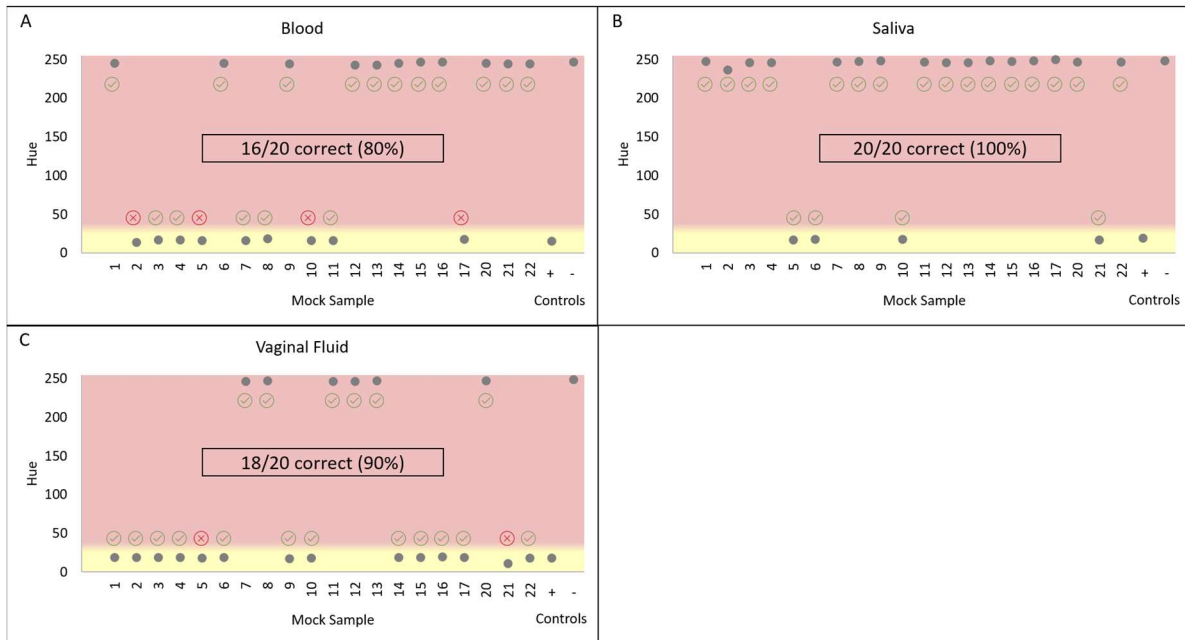 A
Blood
250
200
150
100
50
0
Hue
16/20 correct (80%)
1 2 3 4 5 6 7 8 9 10 11 12 13 14 15 16 17 20 21 22 + -
Mock Sample
Controls
B
Saliva
250
200
150
100
50
0
Hue
20/20 correct (100%)
1 2 3 4 5 6 7 8 9 10 11 12 13 14 15 16 17 20 21 22 + -
Mock Sample
Controls
C
Vaginal Fluid
250
200
150
100
50
0
Hue
18/20 correct (90%)
1 2 3 4 5 6 7 8 9 10 11 12 13 14 15 16 17 20 21 22 + -
Mock Sample
Controls